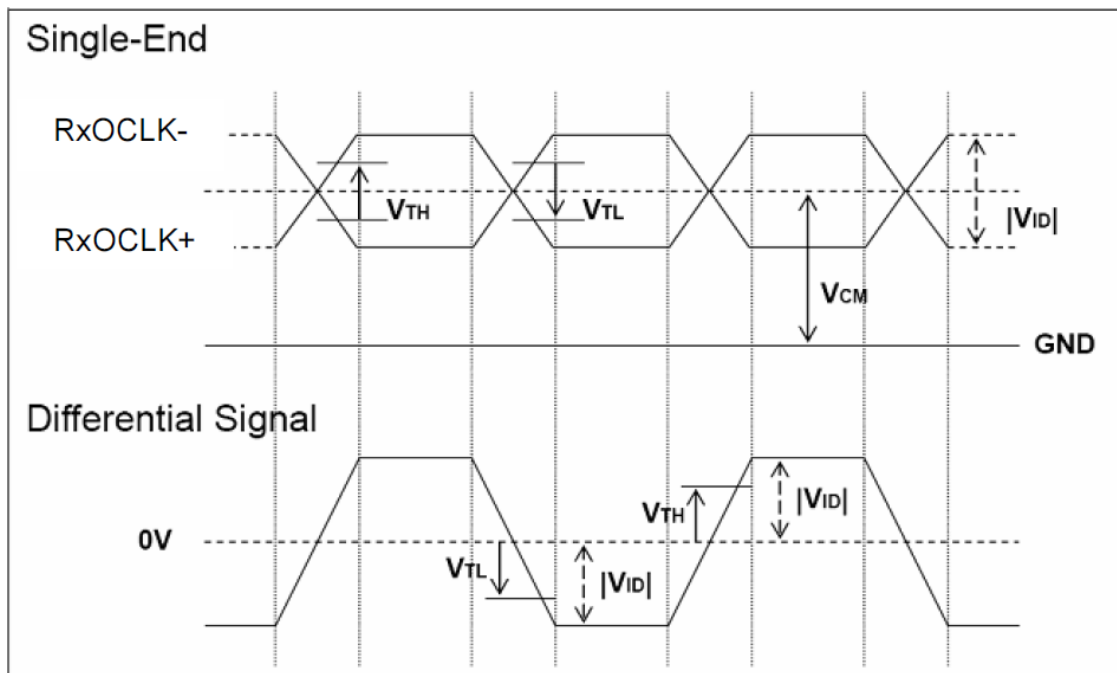 Single-End
RxOCLK-
VTH
VTL
|VID|
RxOCLK+
VCM
GND
Differential Signal
|VID|
VTH
0V
VTL
|VID|